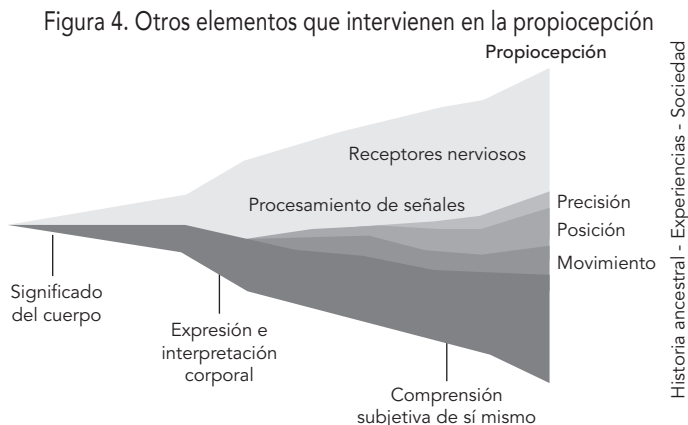 Figura 4. Otros elementos que intervienen en la propiocepción
Propiocepción
Receptores nerviosos
Procesamiento de señales
Precisión
Posición
Movimiento
Significado
del cuerpo
Expresión e
interpretación
corporal
Comprensión
subjetiva de sí mismo
Historia ancestral - Experiencias - Sociedad